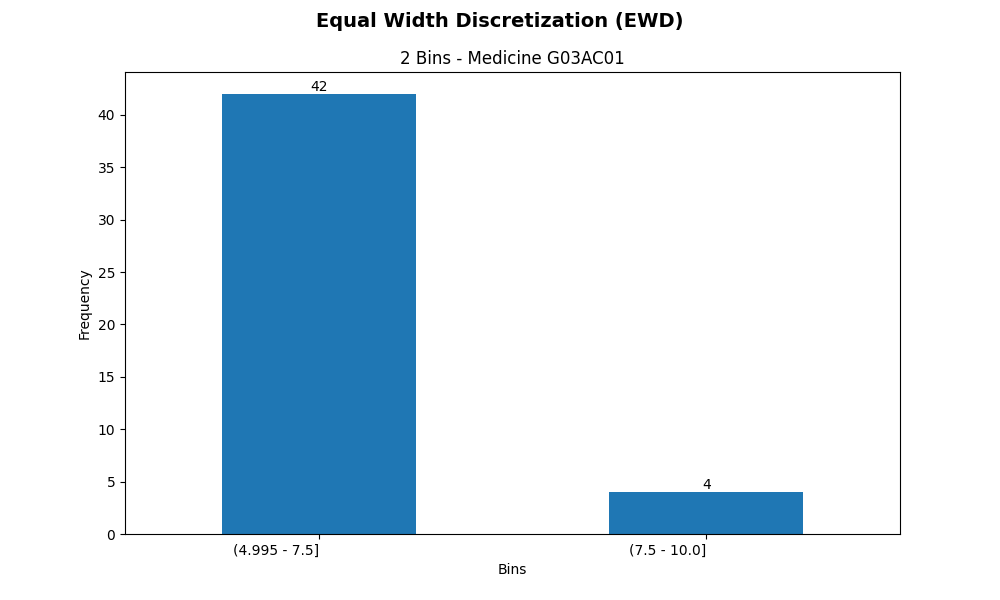 Equal Width Discretization (EWD)
2 Bins - Medicine G03AC01
42
40
35
30
25
20
15
10
5
0
4
Frequency
(4.995 - 7.5]
(7.5 - 10.0]
Bins